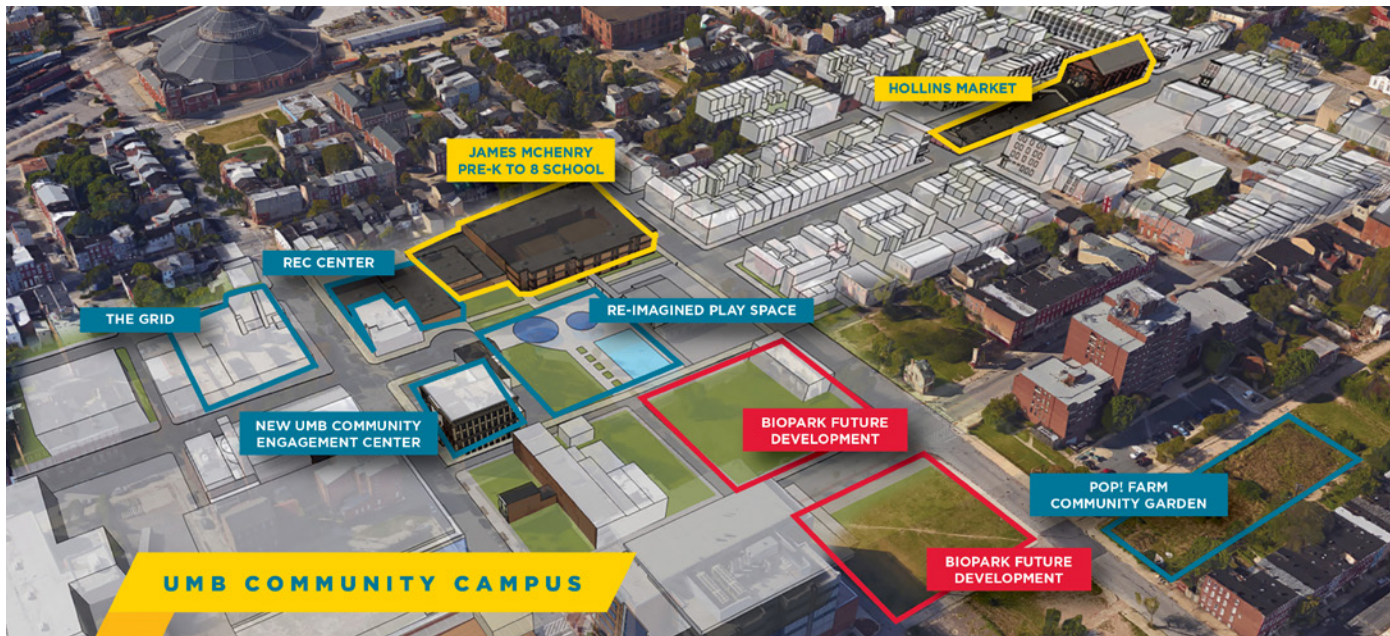 HOLLINS MARKET
JAMES MCHENRY
PRE-K TO 8 SCHOOL
REC CENTER
THE GRID
RE-IMAGINED PLAY SPACE
NEW UMB COMMUNITY
ENGAGEMENT CENTER
BIOPARK FUTURE
DEVELOPMENT
POP! FARM
COMMUNITY GARDEN
BIOPARK FUTURE
DEVELOPMENT
UMB COMMUNITY CAMPUS